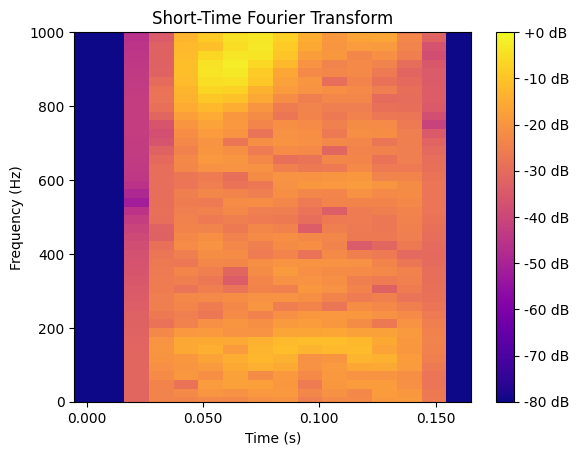 Short-Time Fourier Transform
1000
800
600
400
200
0
Frequency (Hz)
0.000
0.050
0.100
0.150
Time (s)
+0 dB
-10 dB
-20 dB
-30 dB
-40 dB
-50 dB
-60 dB
-70 dB
-80 dB